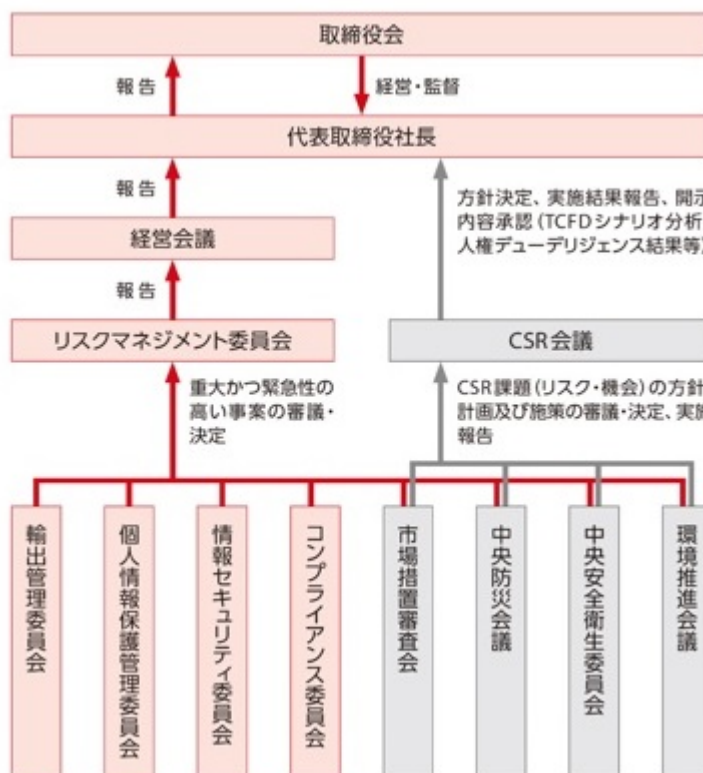 取締役会
報告
経営・監督
代表取締役社長
報告
方針決定、実施結果報告、開示
内容承認(TCFDシナリオ分析
人権デューデリジェンス結果等)
経営会議
報告
リスクマネジメント委員会
CSR会議
重大かつ緊急性の
高い事案の審議・
決定
CSR課題(リスク・機会)の方針
計画及び施策の審議・決定、実施
報告
輸出管理委員会
個人情報保護管理委員会
情報セキュリティ委員会
コンプライアンス委員会
市場措置審査会
中央防災会議
中央安全衛生委員会
環境推進会議